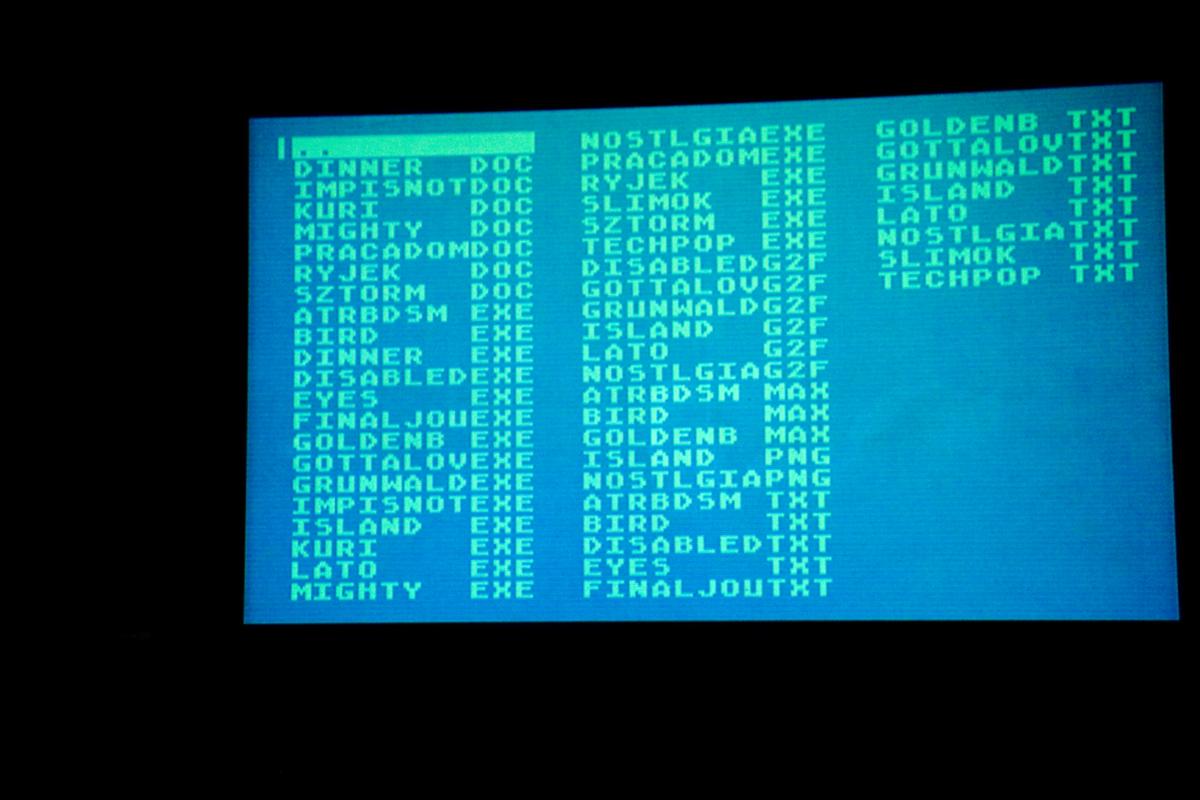 ..
DINNER DOC
IMPISNOTDOC
KURI DOC
MIGHTY DOC
PRACADOMDOC
RYJEK DOC
SZTORM DOC
ATRBDSM EXE
BIRD EXE
DINNER EXE
DISABLEDEXE
EYES EXE
FINALJOUEXE
GOLDENB EXE
GOTTALOVEXE
GRUNWALDEXE
IMPISNOTEXE
ISLAND EXE
KURI EXE
LATO EXE
MIGHTY EXE
NOSTLGIAEXE
PRACADOMEXE
RYJEK EXE
SLIMOK EXE
SZTORM EXE
TECHPOP EXE
DISABLEDG2F
GOTTALOVG2F
GRUNWALDG2F
ISLAND G2F
LATO G2F
NOSTLGIAG2F
ATRBDSM MAX
BIRD MAX
GOLDENB MAX
ISLAND PNG
NOSTLGIAPNG
ATRBDSM TXT
BIRD TXT
DISABLEDTXT
EYES TXT
FINALJOUTXT
GOLDENB TXT
GOTTALOVTXT
GRUNWALDTXT
ISLAND TXT
LATO TXT
NOSTLGIATXT
SLIMOK TXT
TECHPOP TXT